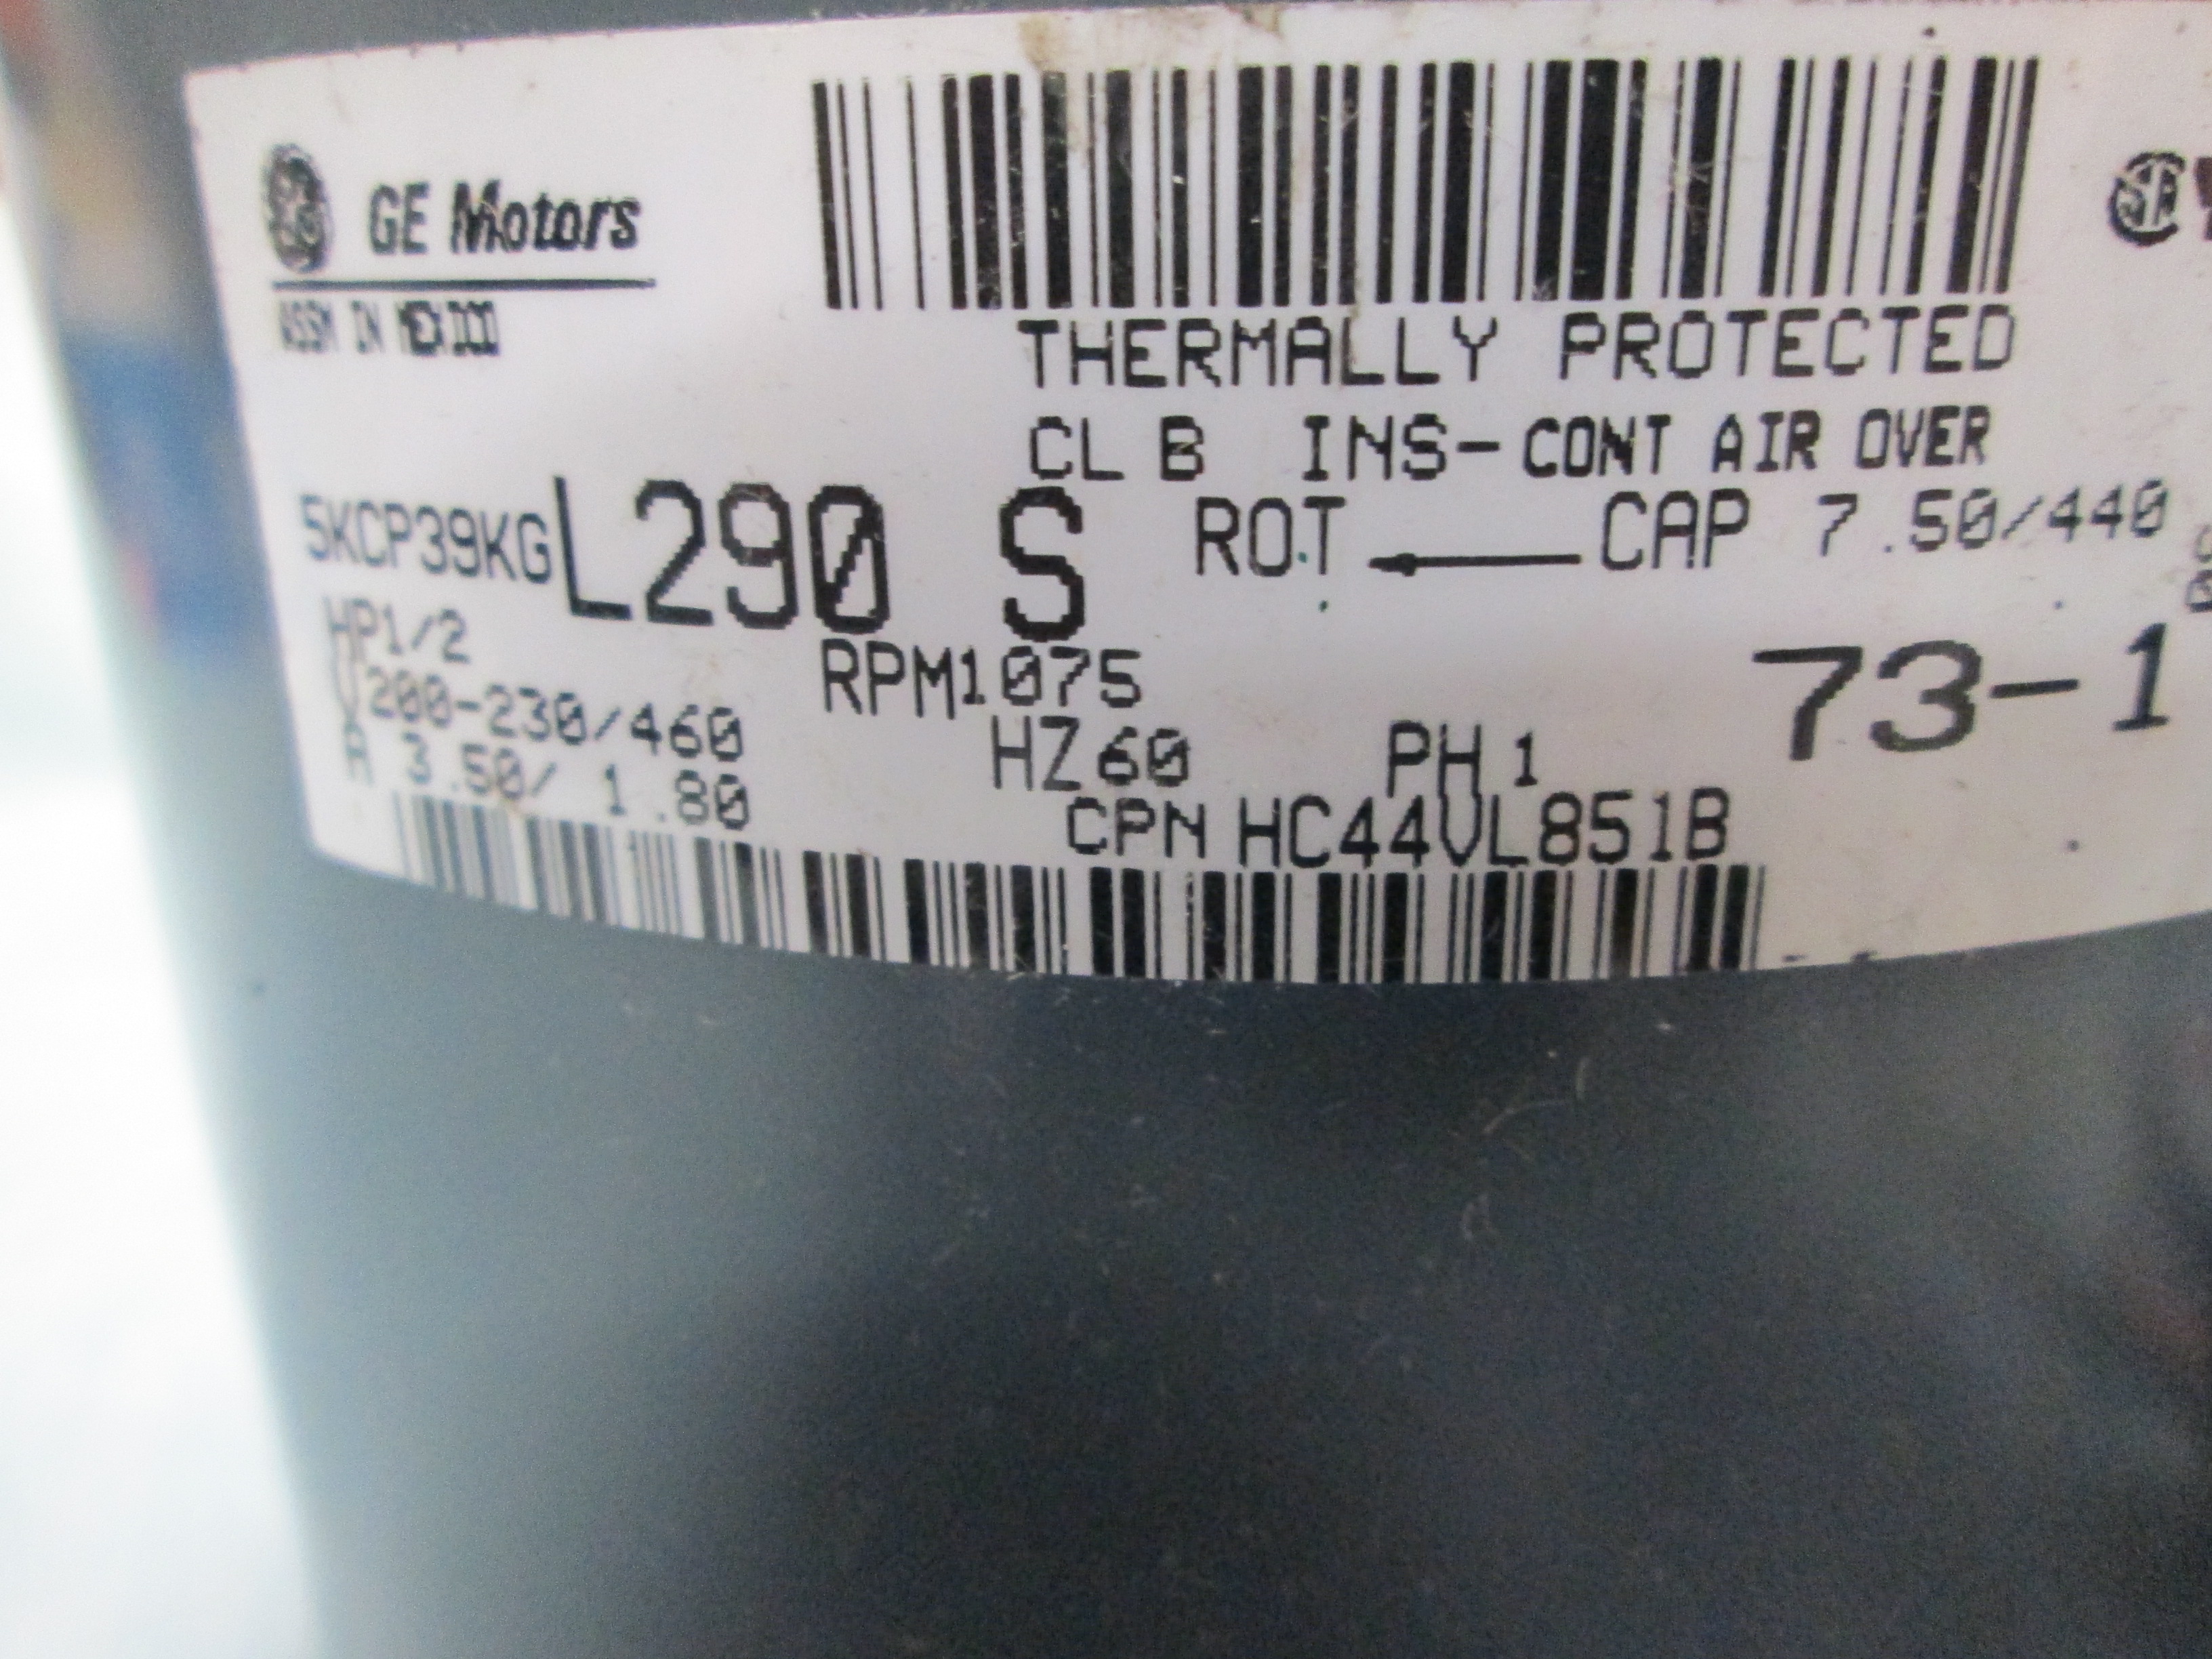 GE Motors
ASSM IN MEXICO
THERMALLY PROTECTED
CL B INS-CONT AIR OVER
5KCP39KGL290 S ROT CAP 7.50/440
HP1/2 RPM1075 73-1
V200-230/460 HZ60 PH1
A 3.50/ 1.80 CPN HC44VL851B